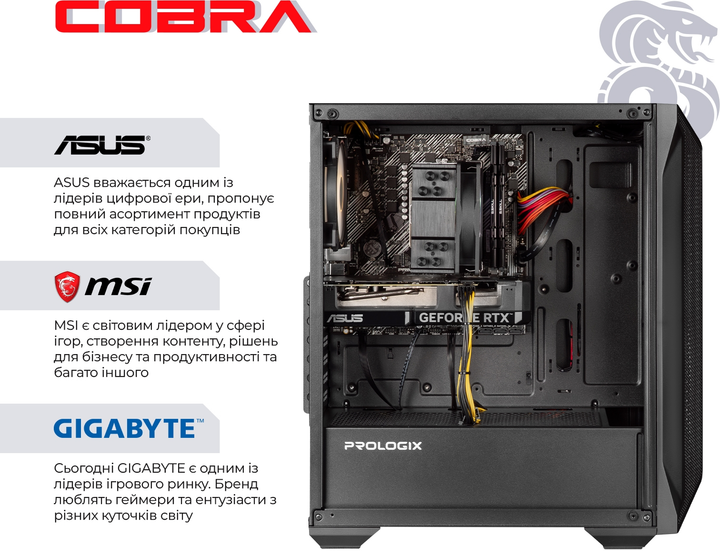 COBRA
ASUS
ASUS вважається одним із
лідерів цифрової ери, пропонує
повний асортимент продуктів
для всіх категорій покупців
msi
MSI є світовим лідером у сфері
ігор, створення контенту, рішень
для бізнесу та продуктивності та
багато іншого
GIGABYTE™
Сьогодні GIGABYTE є одним із
лідерів ігрового ринку. Бренд
люблять геймери та ентузіасти з
різних куточків світу
ASUS GEFORCE RTX
PROLOGIX